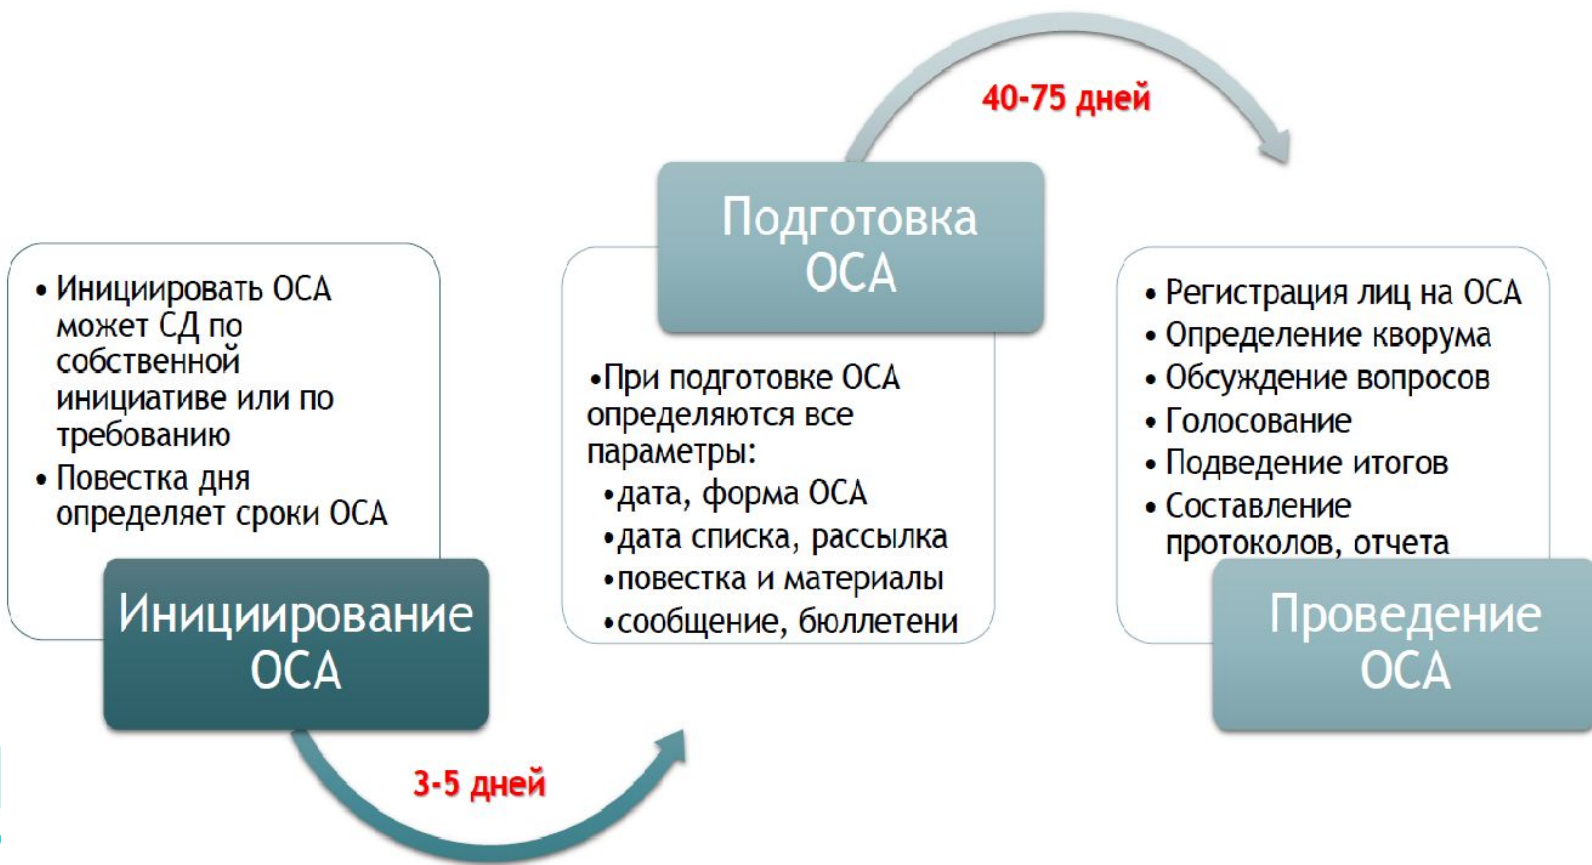 • Инициировать ОСА
может СД по
собственной
инициативе или по
требованию
• Повестка дня
определяет сроки ОСА
Инициирование
ОСА
3-5 дней
Подготовка
ОСА
•При подготовке ОСА
определяются все
параметры:
•дата, форма ОСА
•дата списка, рассылка
•повестка и материалы
•сообщение, бюллетени
40-75 дней
• Регистрация лиц на ОСА
• Определение кворума
• Обсуждение вопросов
• Голосование
• Подведение итогов
• Составление
протоколов, отчета
Проведение
ОСА